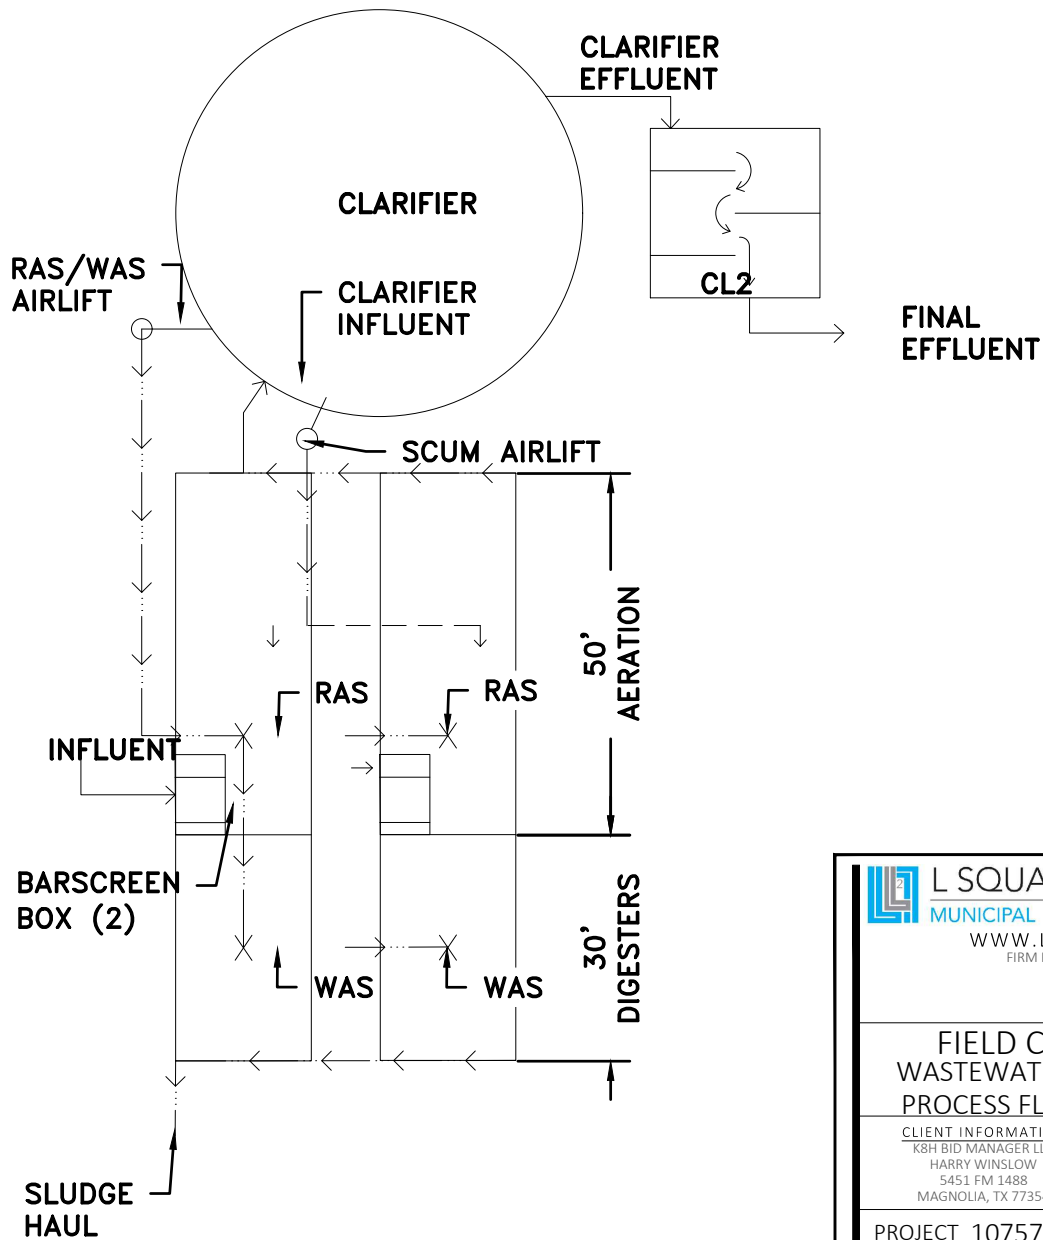 CLARIFIER
EFFLUENT
CLARIFIER
RAS/WAS
AIRLIFT
CLARIFIER
INFLUENT
CL2
FINAL
EFFLUENT
SCUM AIRLIFT
50'
AERATION
RAS
RAS
INFLUENT
BARSCREEN
BOX (2)
30'
DIGESTERS
WAS
WAS
SLUDGE
HAUL
2
L SQUA
MUNICIPAL
WWW.L
FIRM
FIELD C
WASTEWAT
PROCESS FL
CLIENT INFORMATI
K8H BID MANAGER LL
HARRY WINSLOW
5451 FM 1488
MAGNOLIA, TX 7735
PROJECT 10757